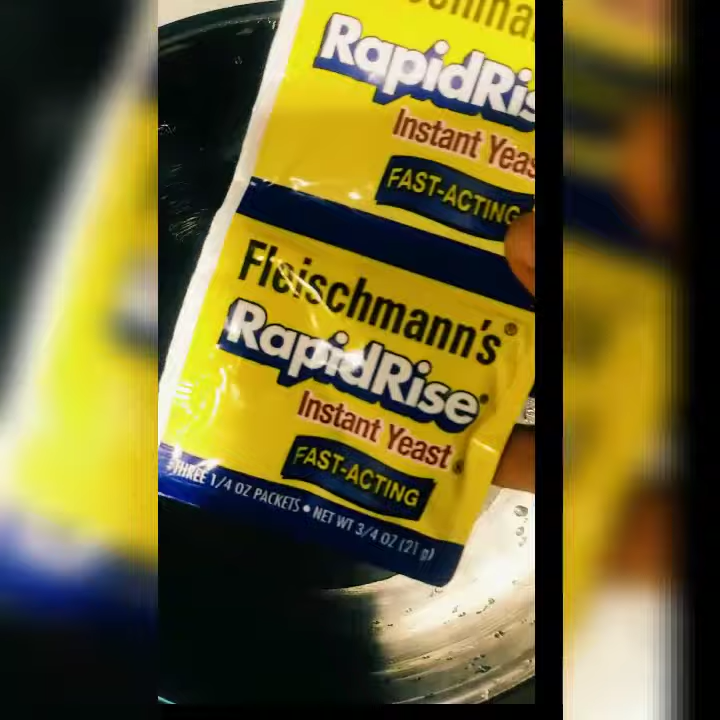 RapidRis
Instant Yeas
FAST-ACTING
Fleischmann's®
RapidRise®
Instant Yeast
FAST-ACTING
THREE 1/4 OZ PACKETS • NET WT 3/4 OZ (21 g)